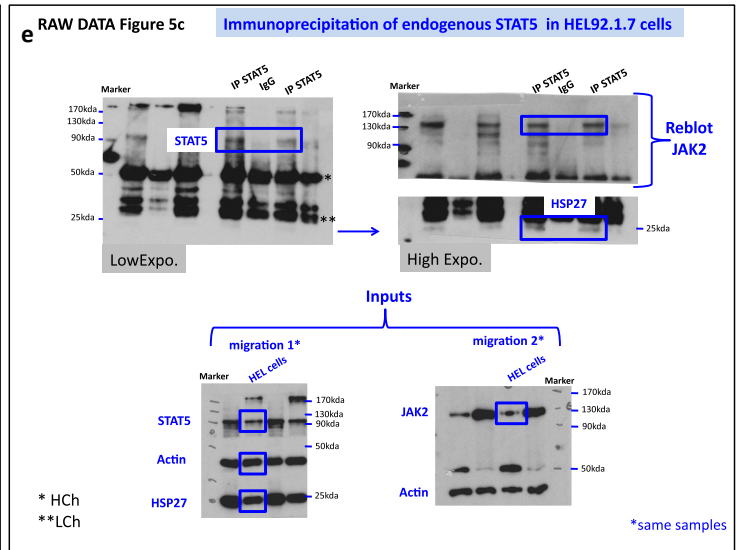 e
RAW DATA Figure 5c
Immunoprecipitation of endogenous STAT5 in HEL92.1.7 cells
Marker
IP STAT5
IgG
IP STAT5
170kda
130kda
90kda
50kda
25kda
STAT5
*
**
LowExpo.
Marker
IP STAT5
IgG
IP STAT5
170kda
130kda
90kda
Reblot
JAK2
HSP27
25kda
High Expo.
Inputs
migration 1*
Marker
HEL cells
170kda
130kda
90kda
50kda
25kda
STAT5
Actin
HSP27
migration 2*
HEL cells
Marker
170kda
130kda
90kda
50kda
JAK2
Actin
* HCh
**LCh
*same samples